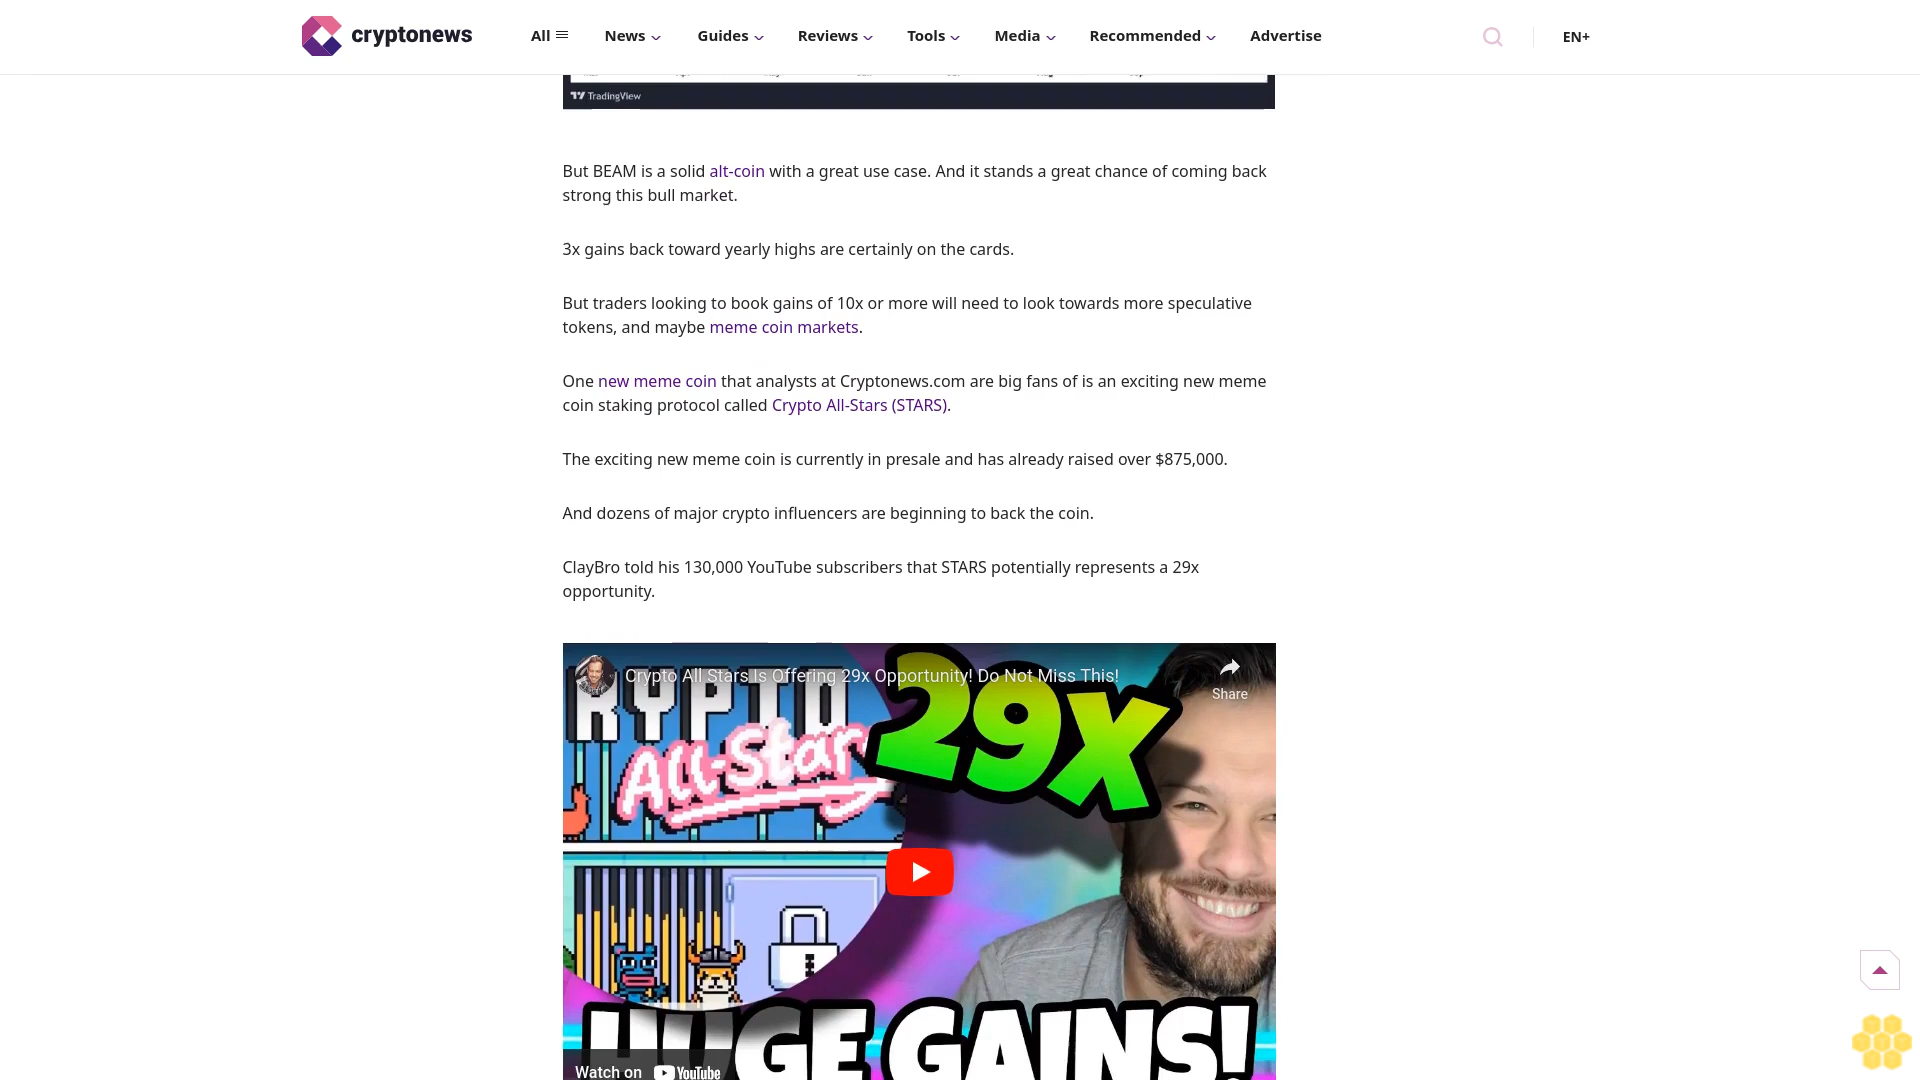 cryptonews
All
News
Guides
Reviews
Tools
Media
Recommended
Advertise
EN+
TradingView
But BEAM is a solid alt-coin with a great use case. And it stands a great chance of coming back
strong this bull market.
3x gains back toward yearly highs are certainly on the cards.
But traders looking to book gains of 10x or more will need to look towards more speculative
tokens, and maybe meme coin markets.
One new meme coin that analysts at Cryptonews.com are big fans of is an exciting new meme
coin staking protocol called Crypto All-Stars (STARS).
The exciting new meme coin is currently in presale and has already raised over $875,000.
And dozens of major crypto influencers are beginning to back the coin.
ClayBro told his 130,000 YouTube subscribers that STARS potentially represents a 29x
opportunity.
Crypto All Stars Is Offering 29x Opportunity! Do Not Miss This!
Share
RYPTO
All-Star
29X
HUGE GAINS!
Watch on YouTube